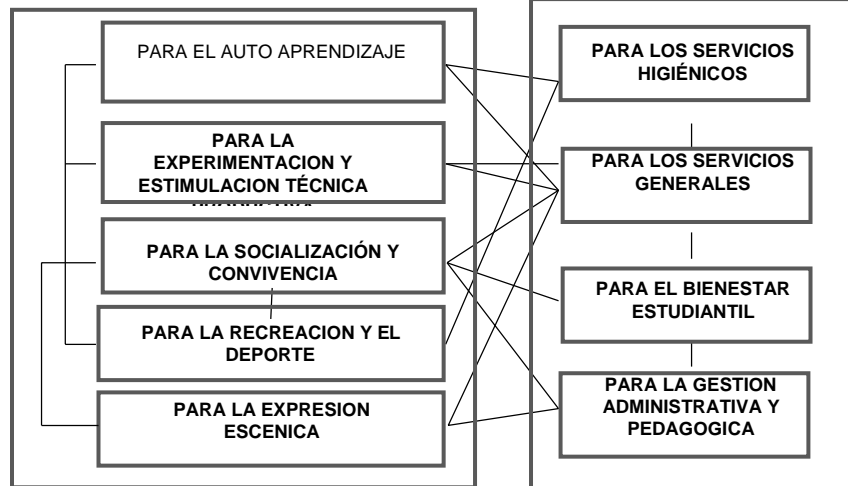 PARA EL AUTO APRENDIZAJE
PARA LA
EXPERIMENTACION Y
ESTIMULACION TÉCNICA
PARA LA SOCIALIZACIÓN Y
CONVIVENCIA
PARA LA RECREACION Y EL
DEPORTE
PARA LA EXPRESION
ESCENICA
PARA LOS SERVICIOS
HIGIÉNICOS
PARA LOS SERVICIOS
GENERALES
PARA EL BIENESTAR
ESTUDIANTIL
PARA LA GESTION
ADMINISTRATIVA Y
PEDAGOGICA